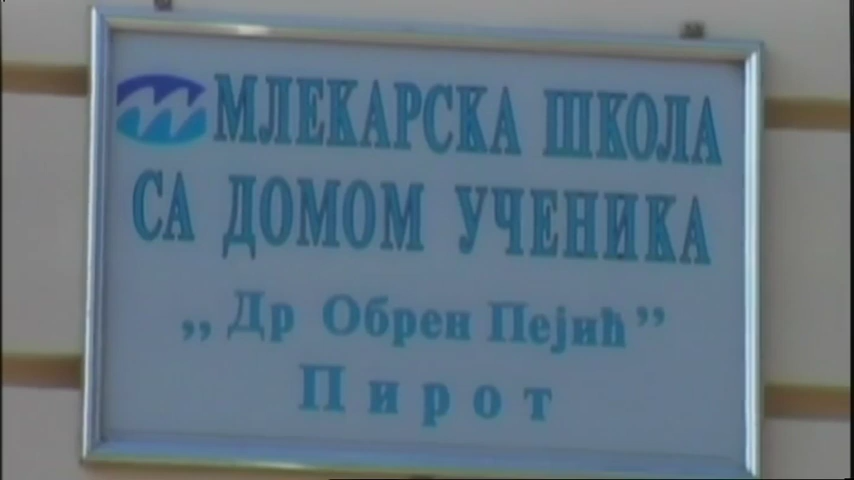 МЛЕКАРСКА ШКОЛА
СА ДОМОМ УЧЕНИКА
,, Др Обрен Пејић”
Пирот